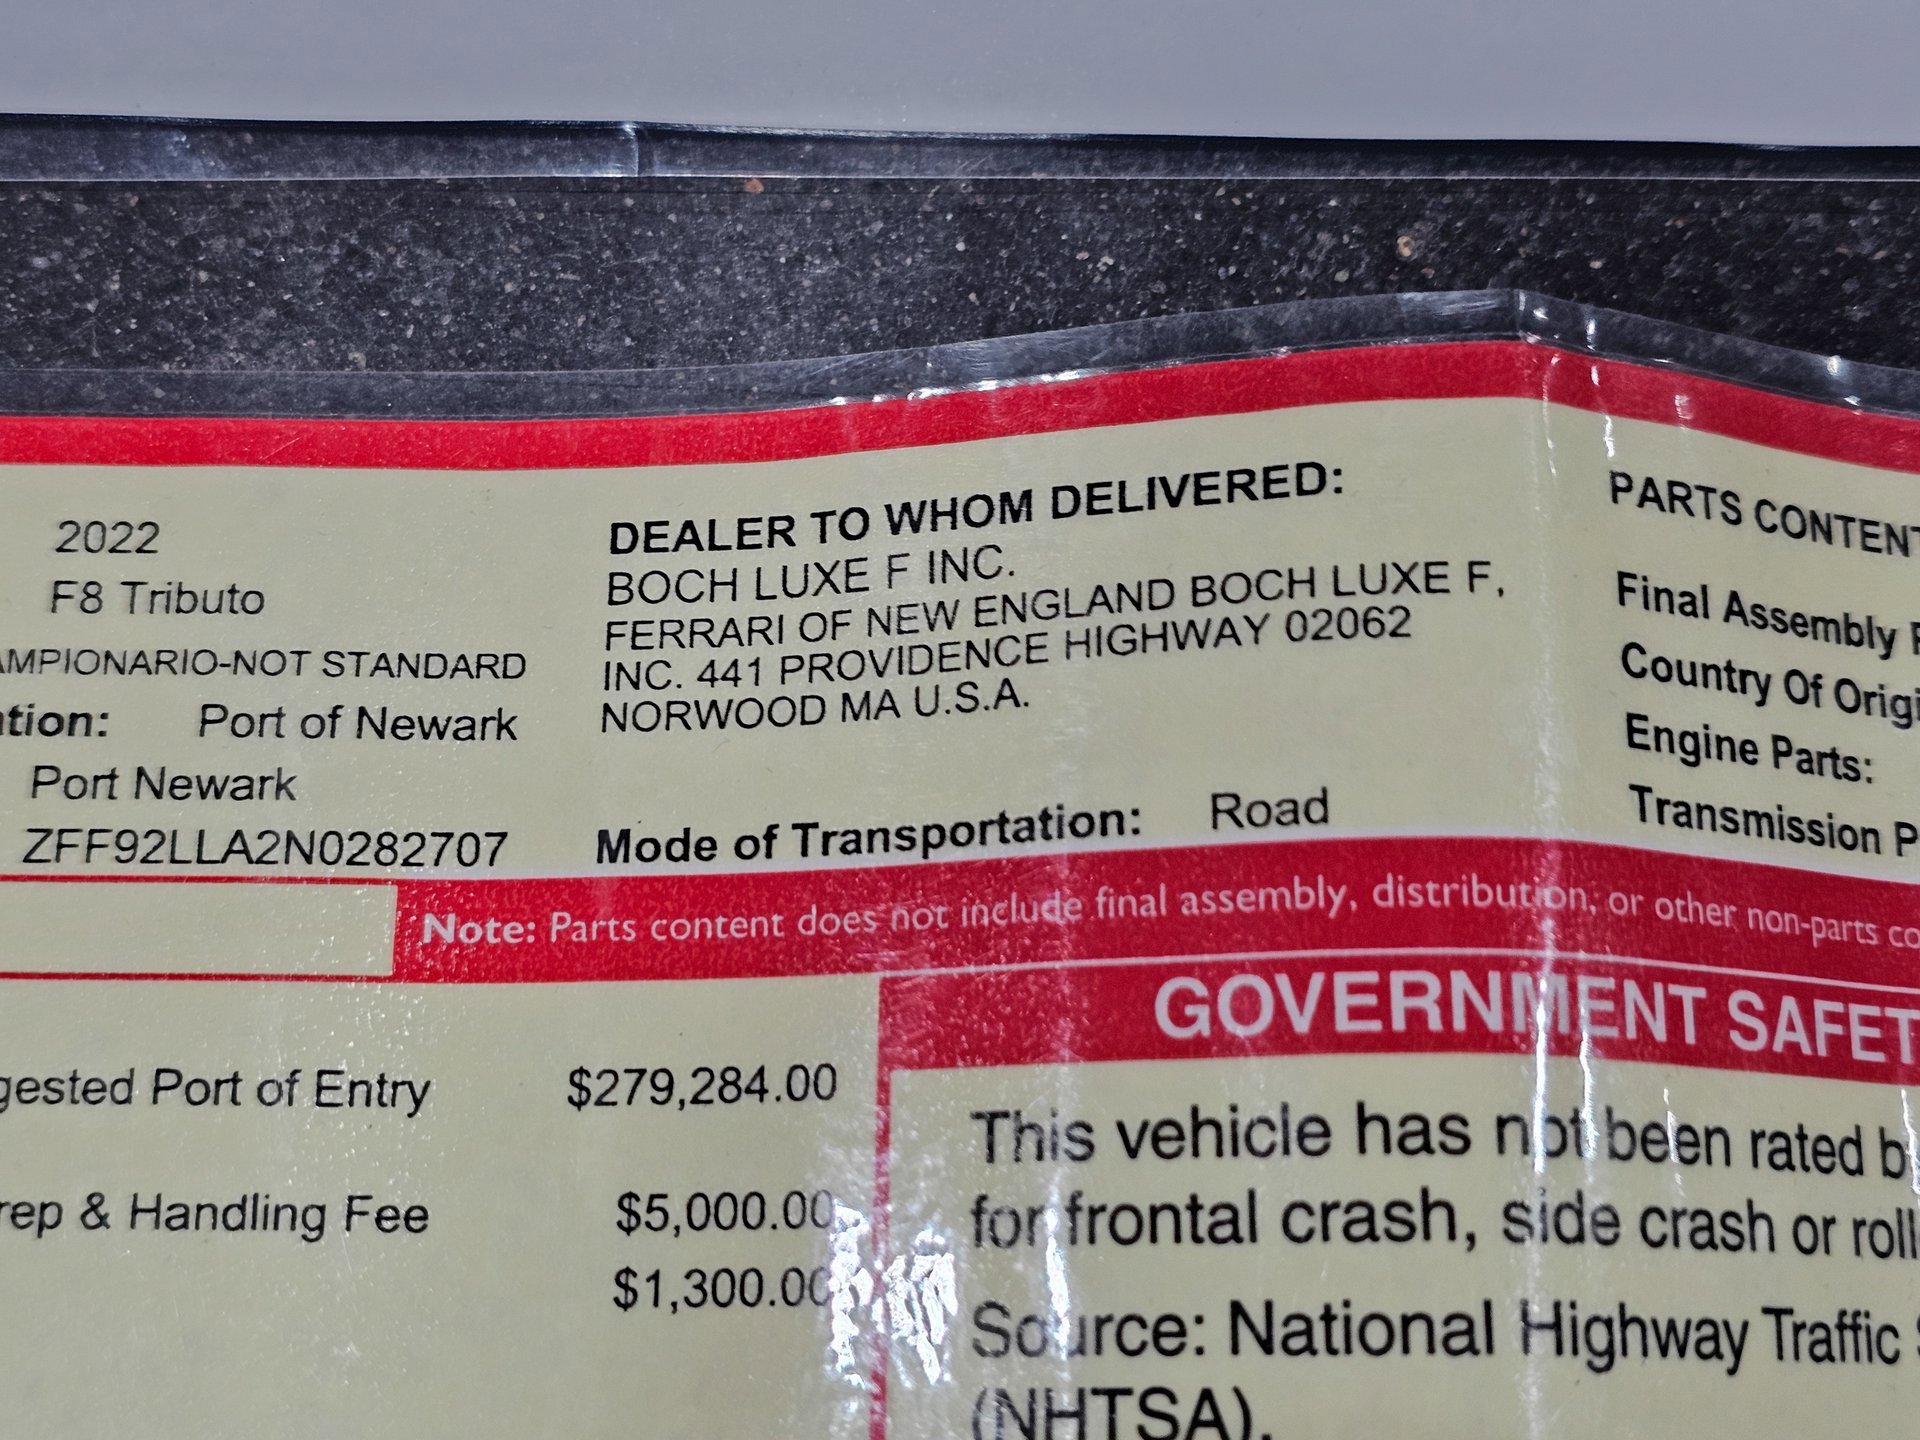 2022
F8 Tributo
AMPIONARIO-NOT STANDARD
ation: Port of Newark
Port Newark
ZFF92LLA2N0282707
DEALER TO WHOM DELIVERED:
BOCH LUXE F INC.
FERRARI OF NEW ENGLAND BOCH LUXE F,
INC. 441 PROVIDENCE HIGHWAY 02062
NORWOOD MA U.S.A.
Mode of Transportation: Road
PARTS CONTENT
Final Assembly P
Country Of Origi
Engine Parts:
Transmission P
Note: Parts content does not include final assembly, distribution, or other non-parts co
gested Port of Entry $279,284.00
rep & Handling Fee $5,000.00
$1,300.00
GOVERNMENT SAFET
This vehicle has not been rated b
for frontal crash, side crash or roll
Source: National Highway Traffic S
(NHTSA).